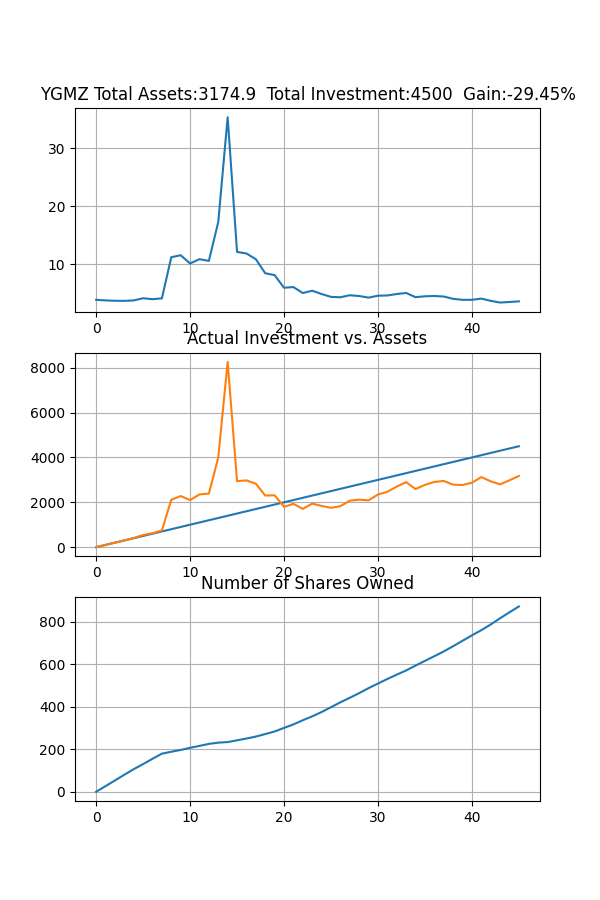 YGMZ Total Assets:3174.9  Total Investment:4500  Gain:-29.45%
30
20
10
0 10 20 30 40
Actual Investment vs. Assets
8000
6000
4000
2000
0
0 10 20 30 40
Number of Shares Owned
800
600
400
200
0
0 10 20 30 40